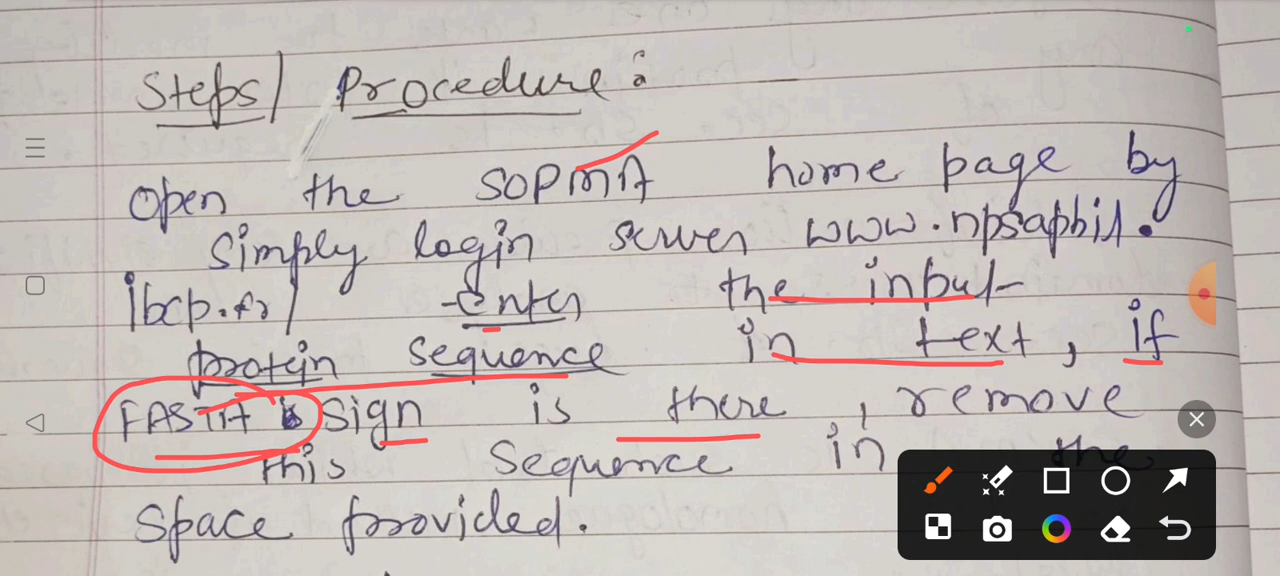 Steps/ Procedure:
Open the SOPMA home page by
simply login server www.npsapbil.
ibcp.fr/ enter the input
protein sequence in text, if
FASTA sign is there, remove
this sequence in the
space provided.